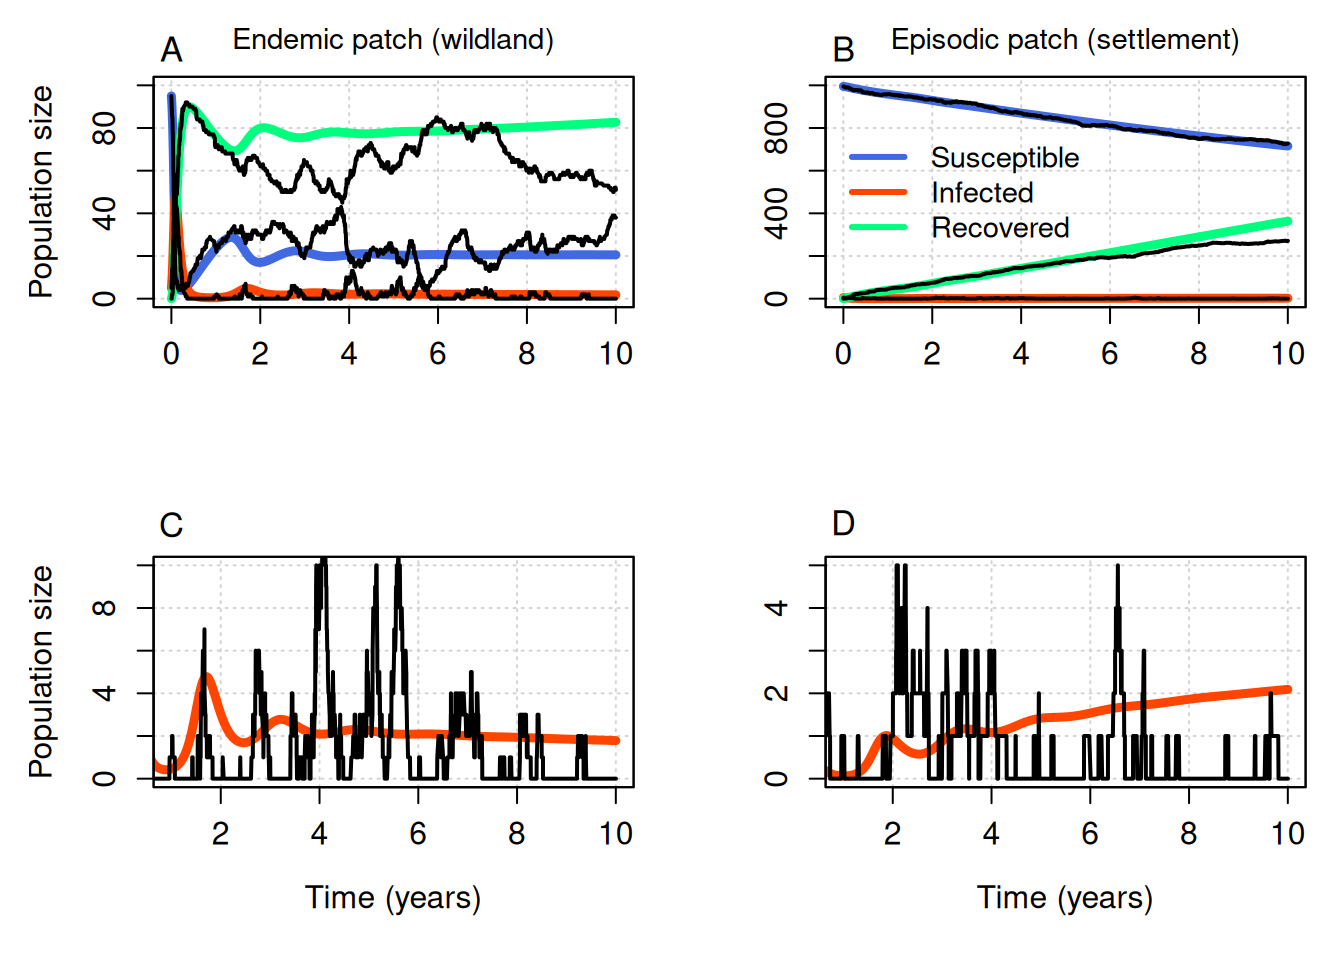 A Endemic patch (wildland)
B Episodic patch (settlement)
Population size
0 40 80
0 2 4 6 8 10
0 400 800
Susceptible
Infected
Recovered
0 2 4 6 8 10
C
D
Population size
0 4 8
2 4 6 8 10
Time (years)
0 2 4
2 4 6 8 10
Time (years)